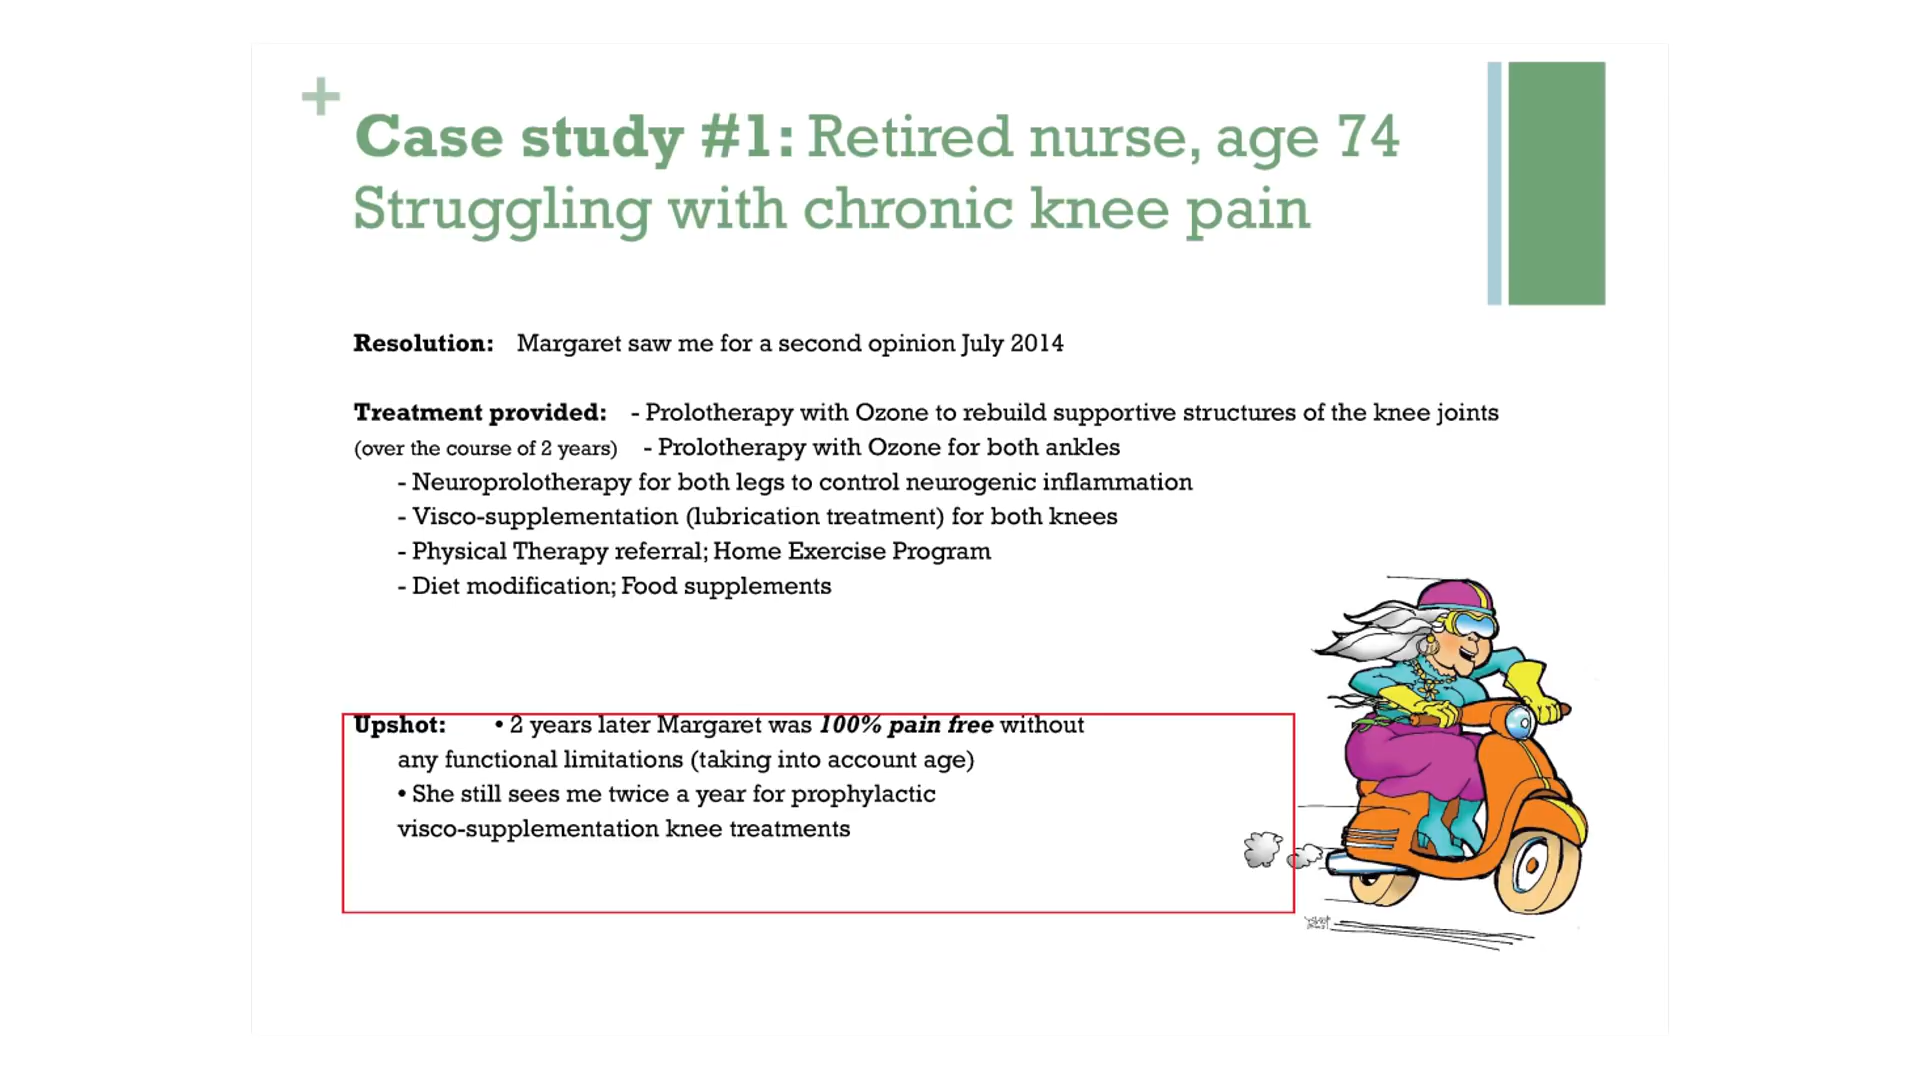 +
Case study #1: Retired nurse, age 74
Struggling with chronic knee pain
Resolution: Margaret saw me for a second opinion July 2014
Treatment provided: - Prolotherapy with Ozone to rebuild supportive structures of the knee joints
(over the course of 2 years) - Prolotherapy with Ozone for both ankles
- Neuroprolotherapy for both legs to control neurogenic inflammation
- Visco-supplementation (lubrication treatment) for both knees
- Physical Therapy referral; Home Exercise Program
- Diet modification; Food supplements
Upshot: • 2 years later Margaret was 100% pain free without
any functional limitations (taking into account age)
• She still sees me twice a year for prophylactic
visco-supplementation knee treatments